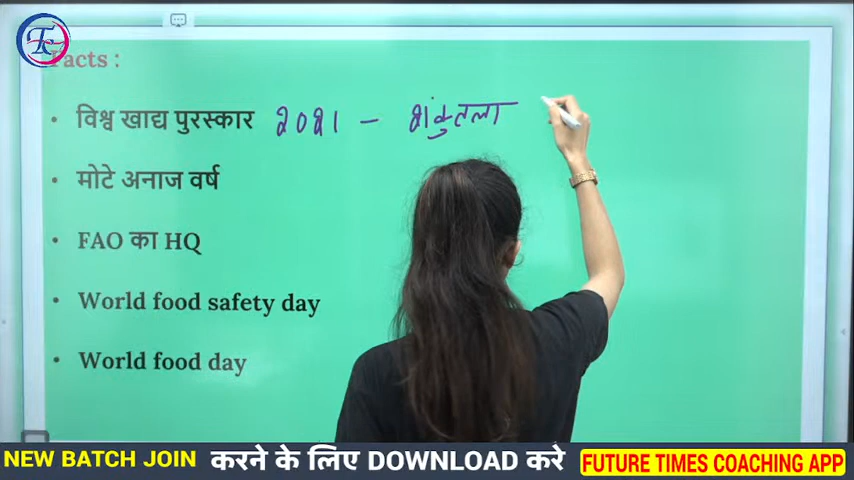 Facts :
• विश्व खाद्य पुरस्कार 2021 - शंकुतला
• मोटे अनाज वर्ष
• FAO का HQ
• World food safety day
• World food day
NEW BATCH JOIN करने के लिए DOWNLOAD करे FUTURE TIMES COACHING APP